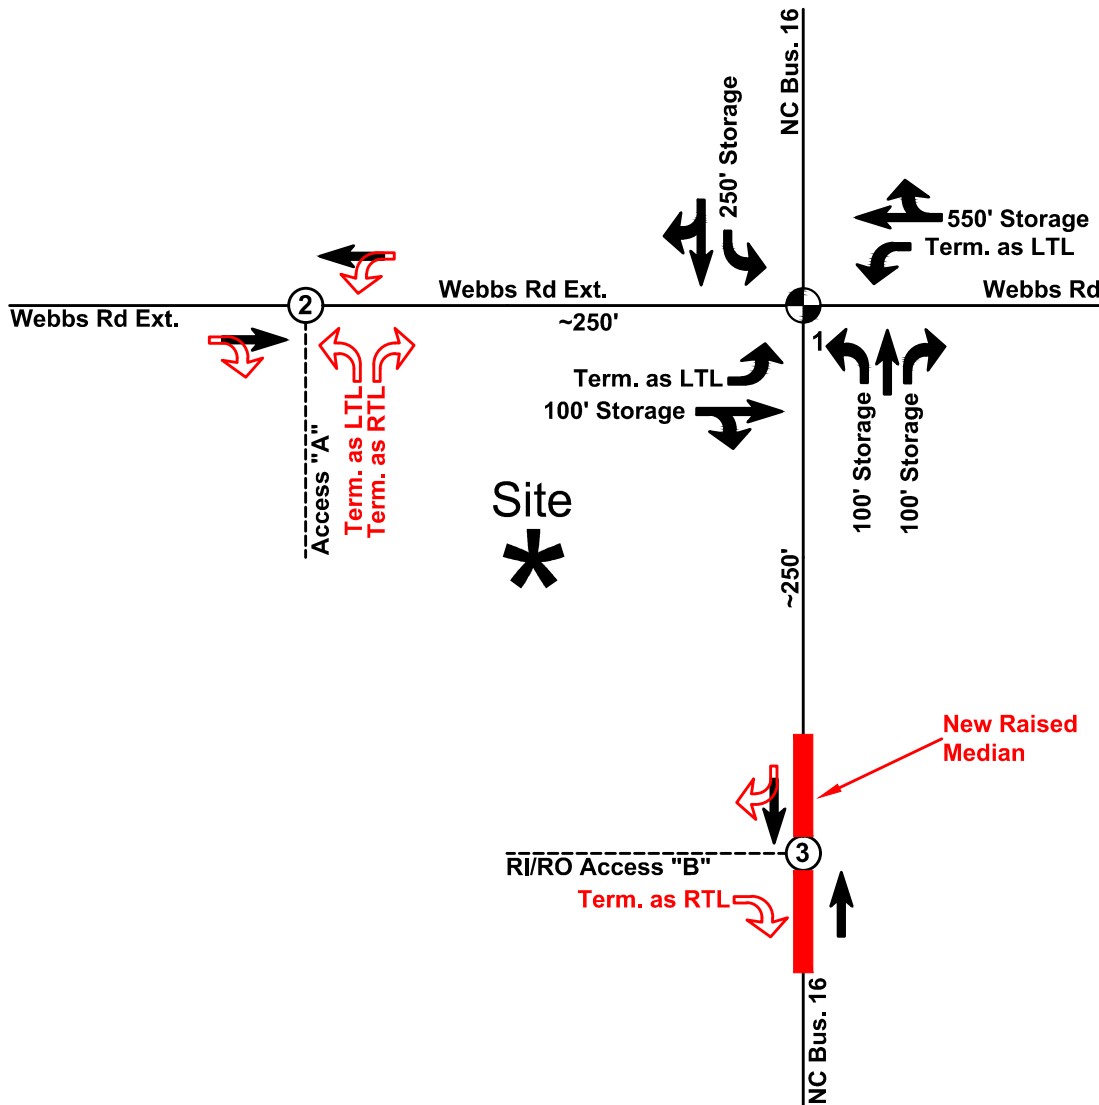 NC Bus. 16
250' Storage
550' Storage
Term. as LTL
Webbs Rd Ext.
Webbs Rd
Webbs Rd Ext.
2
~250'
1
Term. as LTL
100' Storage
100' Storage
100' Storage
Access "A"
Term. as LTL
Term. as RTL
Site
~250'
New Raised
Median
3
RI/RO Access "B"
Term. as RTL
NC Bus. 16